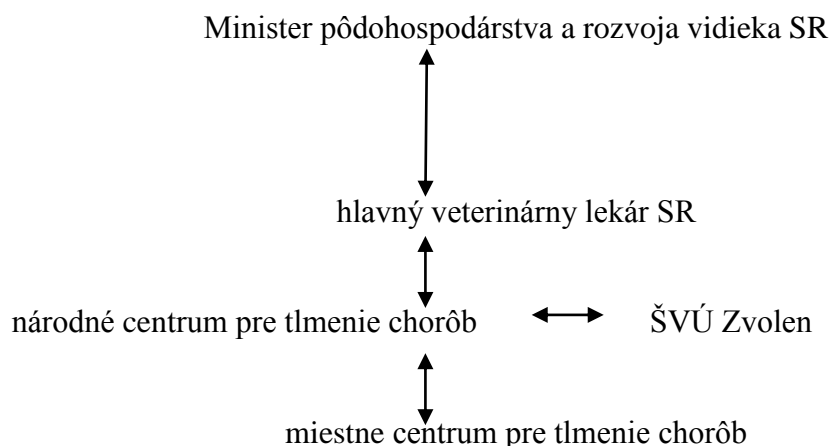 Minister pôdohospodárstva a rozvoja vidieka SR
hlavný veterinárny lekár SR
národné centrum pre tlmenie chorôb ŠVÚ Zvolen
miestne centrum pre tlmenie chorôb